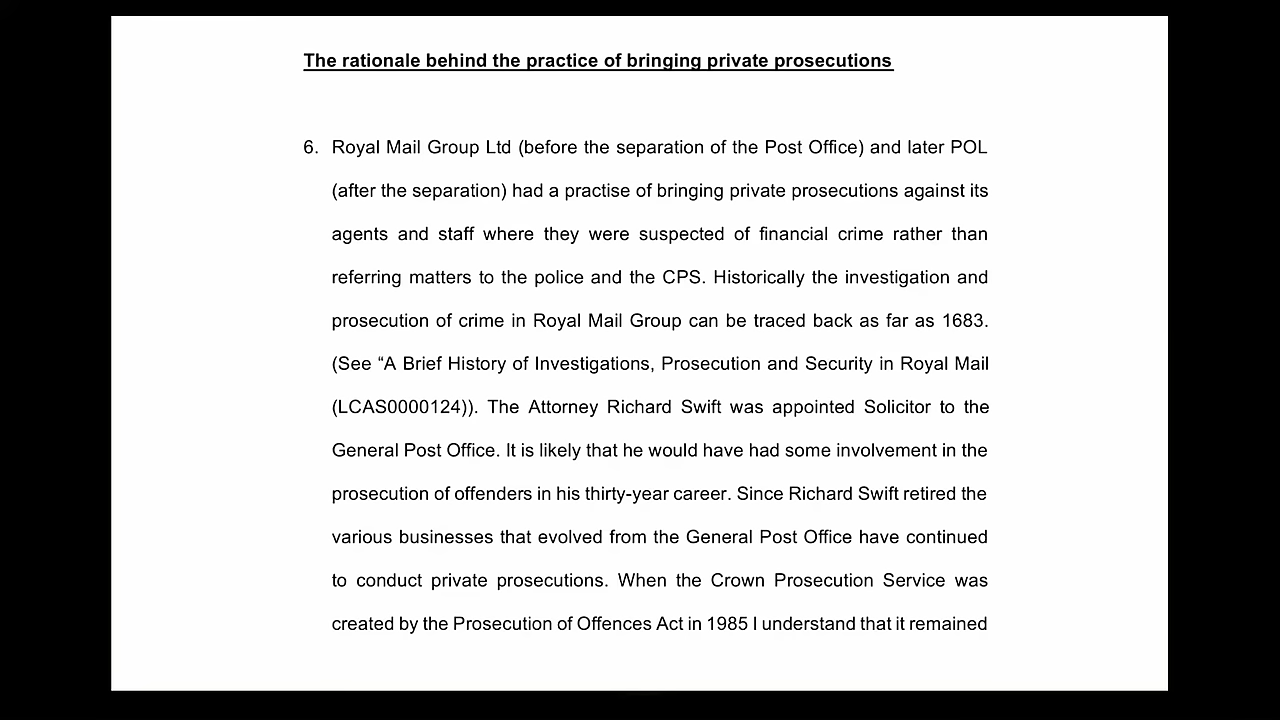 The rationale behind the practice of bringing private prosecutions
6. Royal Mail Group Ltd (before the separation of the Post Office) and later POL
(after the separation) had a practise of bringing private prosecutions against its
agents and staff where they were suspected of financial crime rather than
referring matters to the police and the CPS. Historically the investigation and
prosecution of crime in Royal Mail Group can be traced back as far as 1683.
(See “A Brief History of Investigations, Prosecution and Security in Royal Mail
(LCAS0000124)). The Attorney Richard Swift was appointed Solicitor to the
General Post Office. It is likely that he would have had some involvement in the
prosecution of offenders in his thirty-year career. Since Richard Swift retired the
various businesses that evolved from the General Post Office have continued
to conduct private prosecutions. When the Crown Prosecution Service was
created by the Prosecution of Offences Act in 1985 I understand that it remained